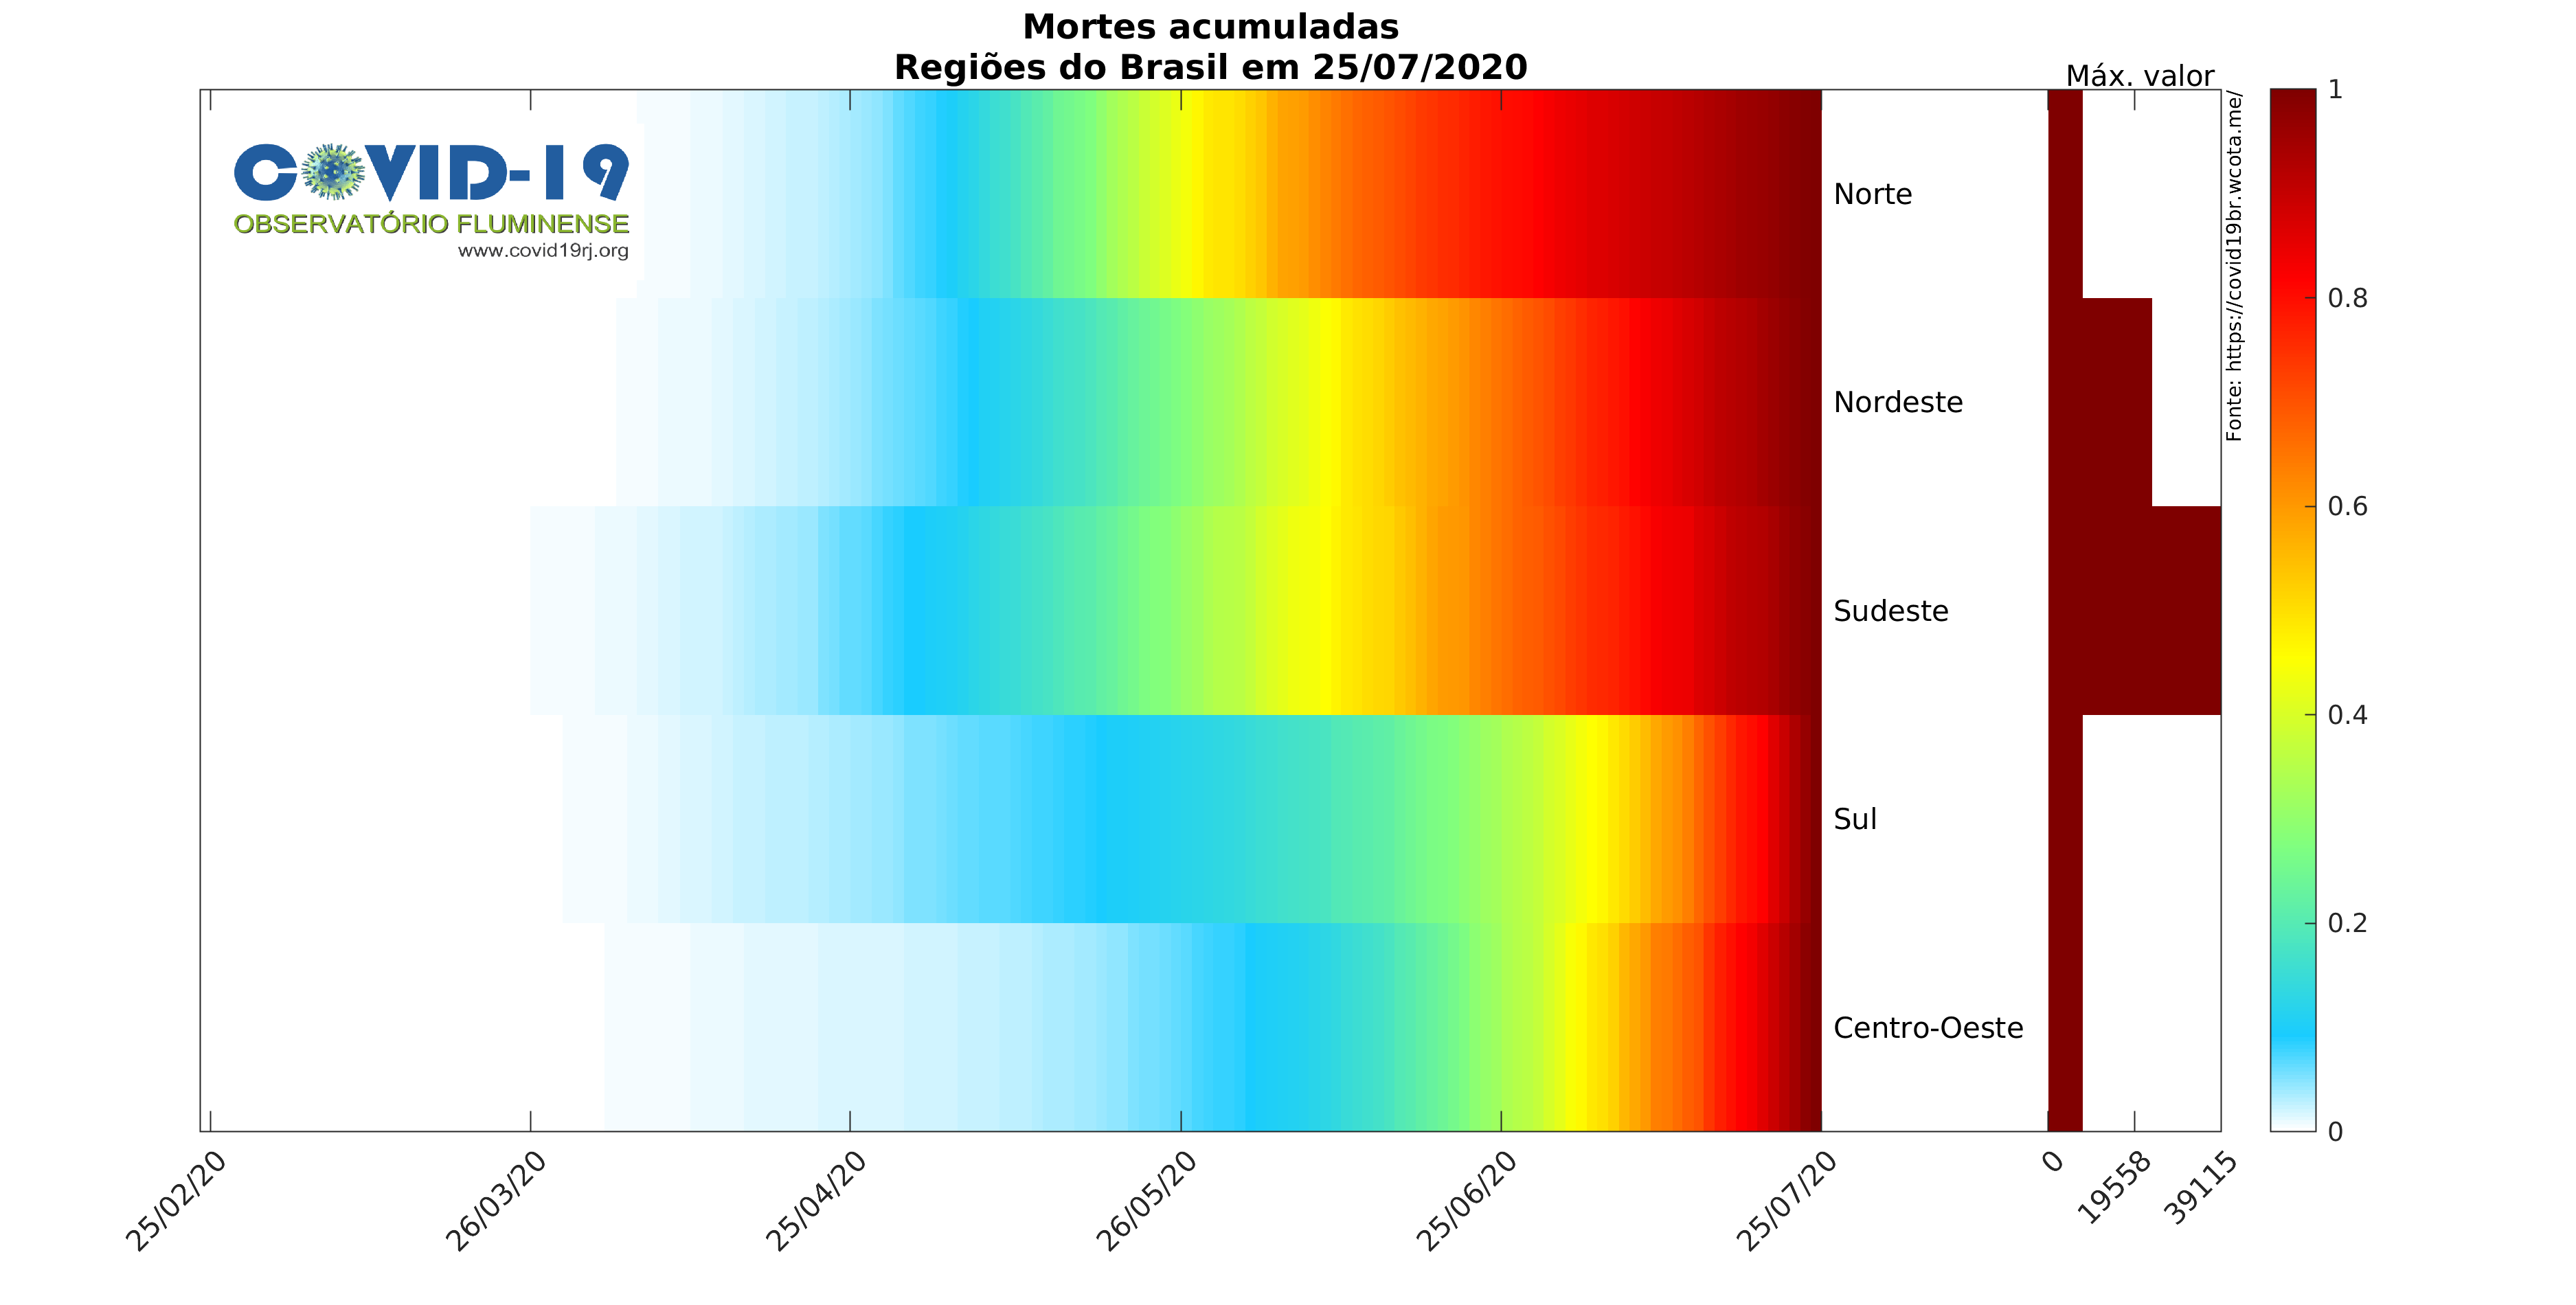 Mortes acumuladas
Regiões do Brasil em 25/07/2020
Máx. valor
COVID-19
OBSERVATÓRIO FLUMINENSE
www.covid19rj.org
Norte
Nordeste
Sudeste
Sul
Centro-Oeste
Fonte: https://covid19br.wcota.me/
1
0.8
0.6
0.4
0.2
0
25/02/20
26/03/20
25/04/20
26/05/20
25/06/20
25/07/20
0
19558
39115